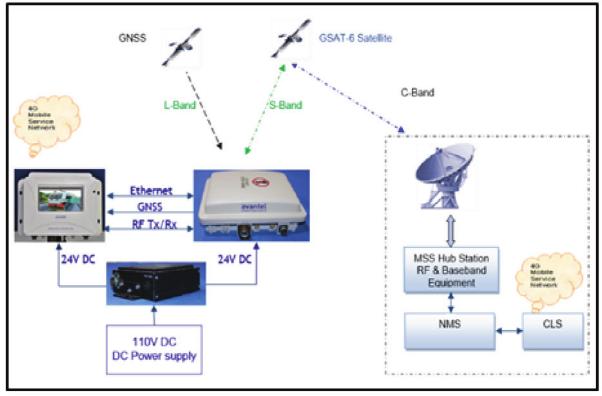 GNSS
GSAT-6 Satellite
L-Band
S-Band
C-Band
4G
Mobile
Service
Network
Ethernet
GNSS
RF Tx/Rx
avantel
24V DC
24V DC
110V DC
DC Power supply
MSS Hub Station
RF & Baseband
Equipment
4G
Mobile
Service
Network
NMS
CLS